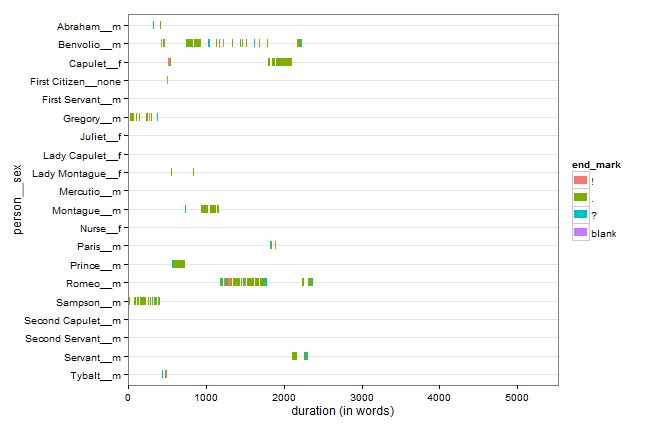 Abraham__m
Benvolio__m
Capulet__f
First Citizen__none
First Servant__m
Gregory__m
Juliet__f
Lady Capulet__f
Lady Montague__f
Mercutio__m
Montague__m
Nurse__f
Paris__m
Prince__m
Romeo__m
Sampson__m
Second Capulet__m
Second Servant__m
Servant__m
Tybalt__m
person__sex
0 1000 2000 3000 4000 5000
duration (in words)
end_mark
!
.
?
blank